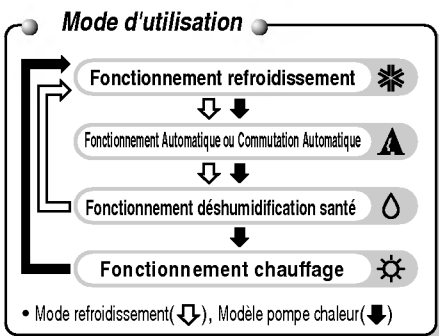 Mode d'utilisation
Fonctionnement refroidissement
Fonctionnement Automatique ou Commutation Automatique
Fonctionnement déshumidification santé
Fonctionnement chauffage
• Mode refroidissement( ), Modèle pompe chaleur( )